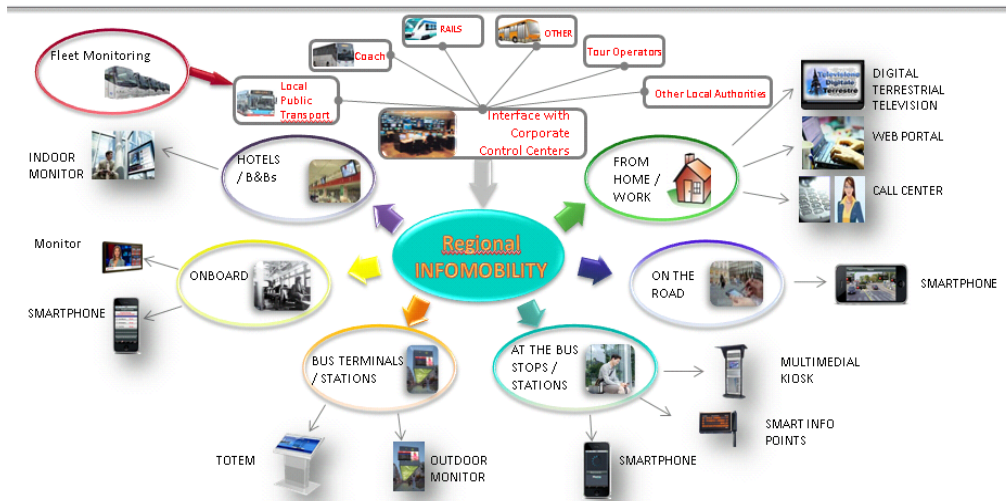 Fleet Monitoring
RAILS
OTHER
Coach
Tour Operators
Local
Public
Transport
Other Local Authorities
Interface with
Corporate
Control Centers
Televisione
Digitale
Terrestre
DIGITAL
TERRESTRIAL
TELEVISION
WEB PORTAL
CALL CENTER
FROM
HOME /
WORK
HOTELS
/ B&Bs
INDOOR
MONITOR
Regional
INFOMOBILITY
Monitor
ONBOARD
SMARTPHONE
ON THE
ROAD
SMARTPHONE
BUS TERMINALS
/ STATIONS
AT THE BUS
STOPS /
STATIONS
MULTIMEDIAL
KIOSK
SMART INFO
POINTS
TOTEM
OUTDOOR
MONITOR
SMARTPHONE